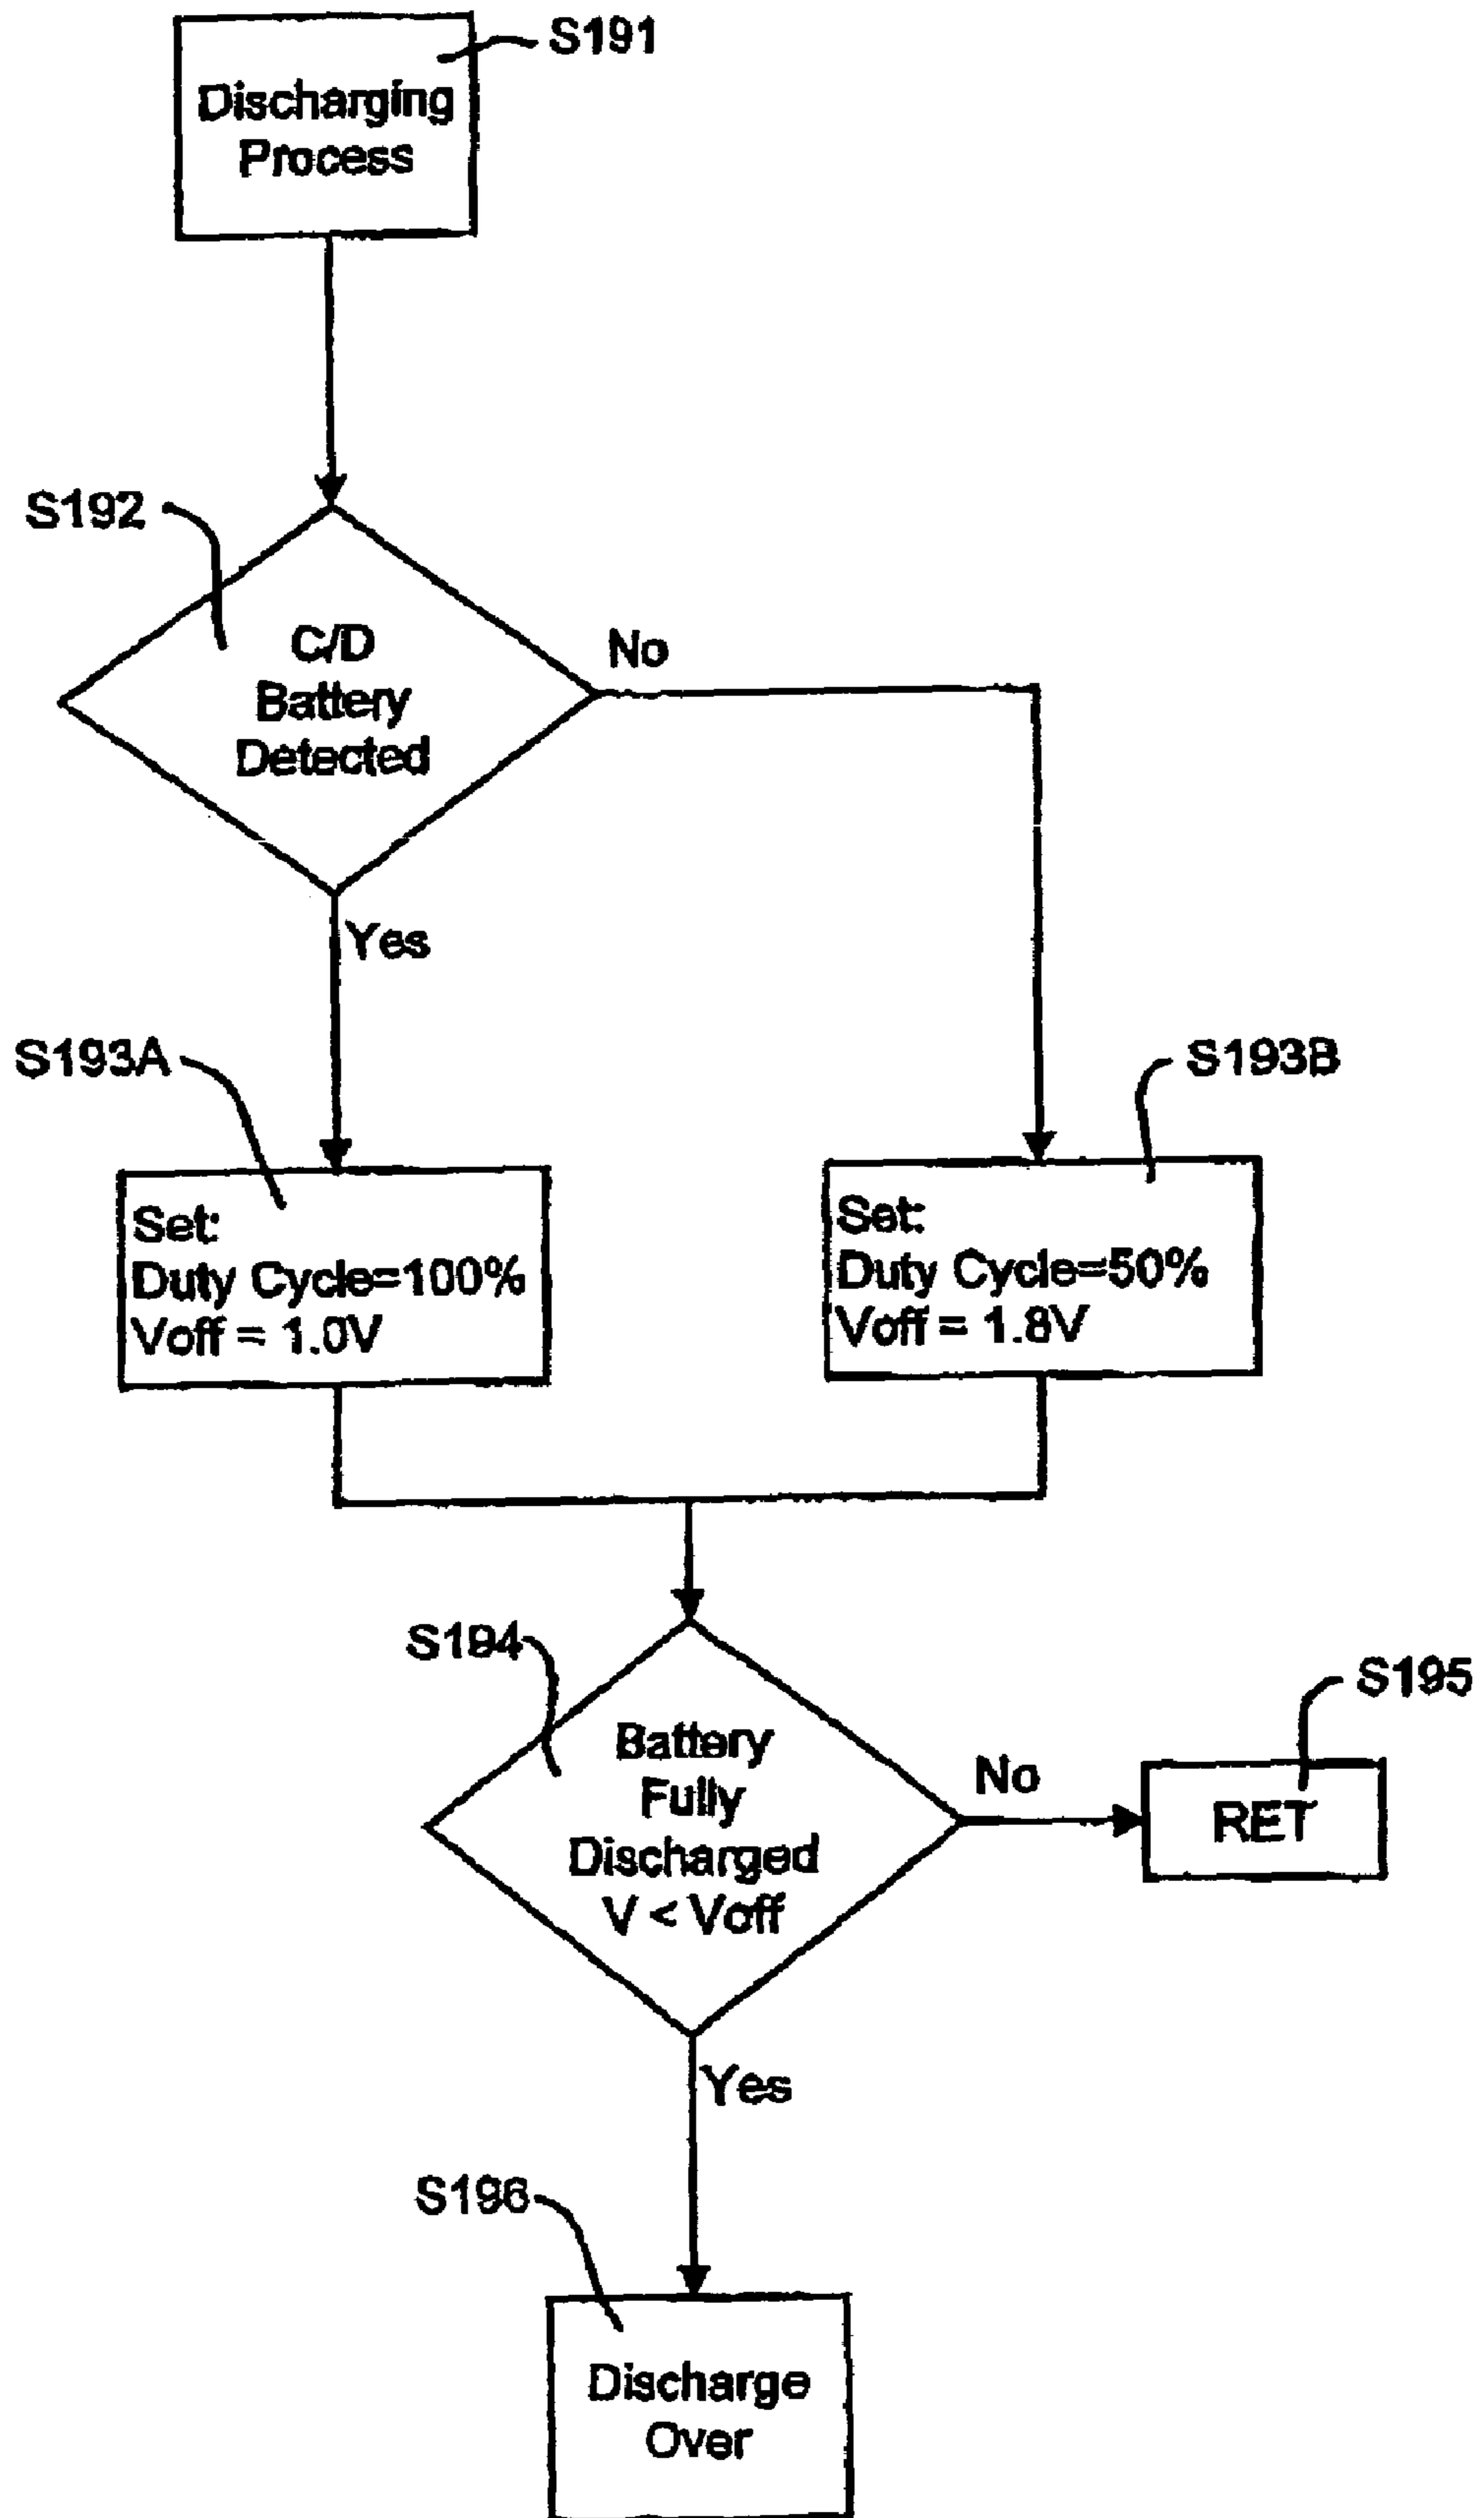 S191
Discharging
Process
S192
C/D
Battery
Detected
No
Yes
S193A
S193B
Set:
Duty Cycle=100%
Voff = 1.0V
Set:
Duty Cycle=50%
Voff = 1.8V
S194
S195
Battery
Fully
Discharged
V < Voff
No
RET
Yes
S196
Discharge
Over